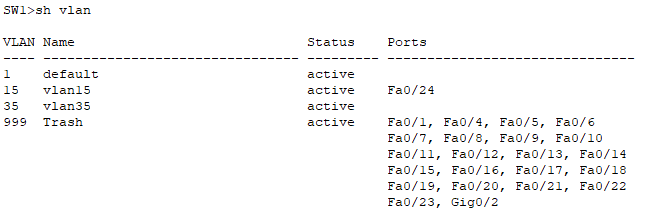 SW1>sh vlan
VLAN Name                             Status    Ports
---- -------------------------------- --------- -------------------------------
1    default                          active
15   vlan15                           active    Fa0/24
35   vlan35                           active
999  Trash                            active    Fa0/1, Fa0/4, Fa0/5, Fa0/6
                                                Fa0/7, Fa0/8, Fa0/9, Fa0/10
                                                Fa0/11, Fa0/12, Fa0/13, Fa0/14
                                                Fa0/15, Fa0/16, Fa0/17, Fa0/18
                                                Fa0/19, Fa0/20, Fa0/21, Fa0/22
                                                Fa0/23, Gig0/2